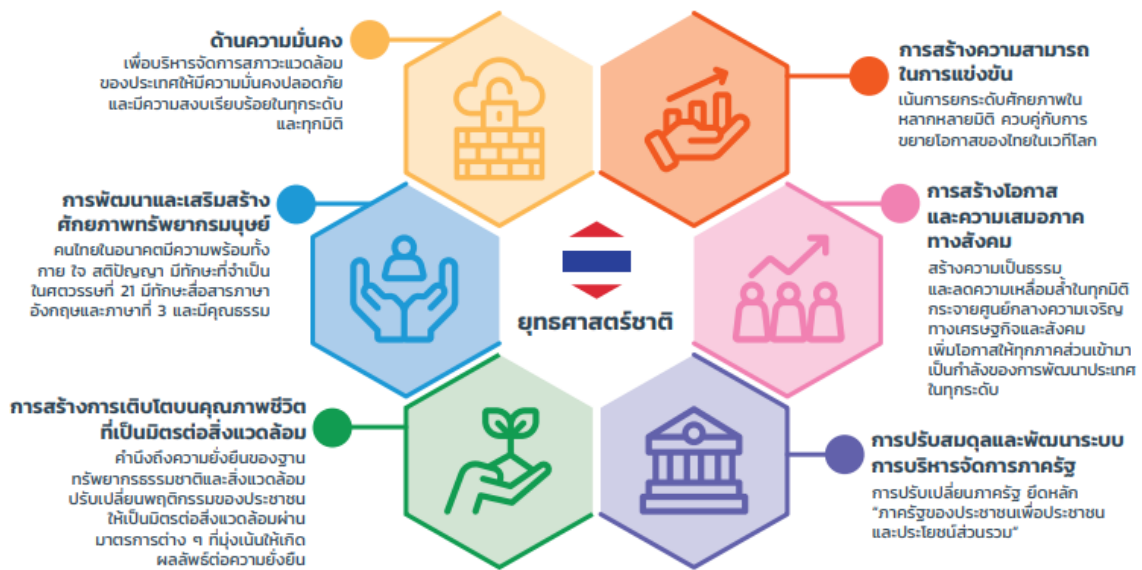 ด้านความมั่นคง
เพื่อบริหารจัดการสภาวะแวดล้อม
ของประเทศให้มีความมั่นคงปลอดภัย
และมีความสงบเรียบร้อยในทุกระดับ
และทุกมิติ
การสร้างความสามารถ
ในการแข่งขัน
เน้นการยกระดับศักยภาพใน
หลากหลายมิติ ควบคู่กับการ
ขยายโอกาสของไทยในเวทีโลก
การพัฒนาและเสริมสร้าง
ศักยภาพทรัพยากรมนุษย์
คนไทยในอนาคตมีความพร้อมทั้ง
กาย ใจ สติปัญญา มีทักษะที่จำเป็น
ในศตวรรษที่ 21 มีทักษะสื่อสารภาษา
อังกฤษและภาษาที่ 3 และมีคุณธรรม
การสร้างโอกาส
และความเสมอภาค
ทางสังคม
สร้างความเป็นธรรม
และลดความเหลื่อมล้ำในทุกมิติ
กระจายศูนย์กลางความเจริญ
ทางเศรษฐกิจและสังคม
เพิ่มโอกาสให้ทุกภาคส่วนเข้ามา
เป็นกำลังของการพัฒนาประเทศ
ในทุกระดับ
ยุทธศาสตร์ชาติ
การสร้างการเติบโตบนคุณภาพชีวิต
ที่เป็นมิตรต่อสิ่งแวดล้อม
คำนึงถึงความยั่งยืนของฐาน
ทรัพยากรธรรมชาติและสิ่งแวดล้อม
ปรับเปลี่ยนพฤติกรรมของประชาชน
ให้เป็นมิตรต่อสิ่งแวดล้อมผ่าน
มาตรการต่าง ๆ ที่มุ่งเน้นให้เกิด
ผลลัพธ์ต่อความยั่งยืน
การปรับสมดุลและพัฒนาระบบ
การบริหารจัดการภาครัฐ
การปรับเปลี่ยนภาครัฐ ยึดหลัก
“ภาครัฐของประชาชนเพื่อประชาชน
และประโยชน์ส่วนรวม”